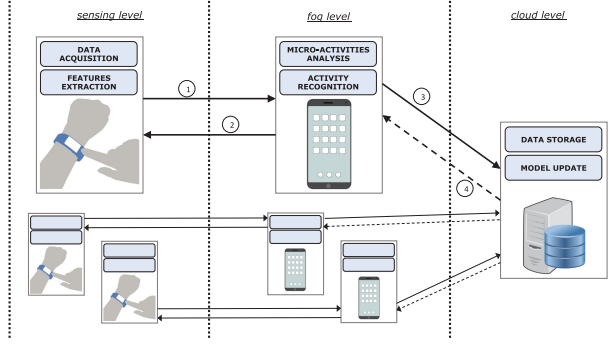 sensing level
fog level
cloud level
DATA
ACQUISITION
FEATURES
EXTRACTION
MICRO-ACTIVITIES
ANALYSIS
ACTIVITY
RECOGNITION
1
2
3
4
DATA STORAGE
MODEL UPDATE